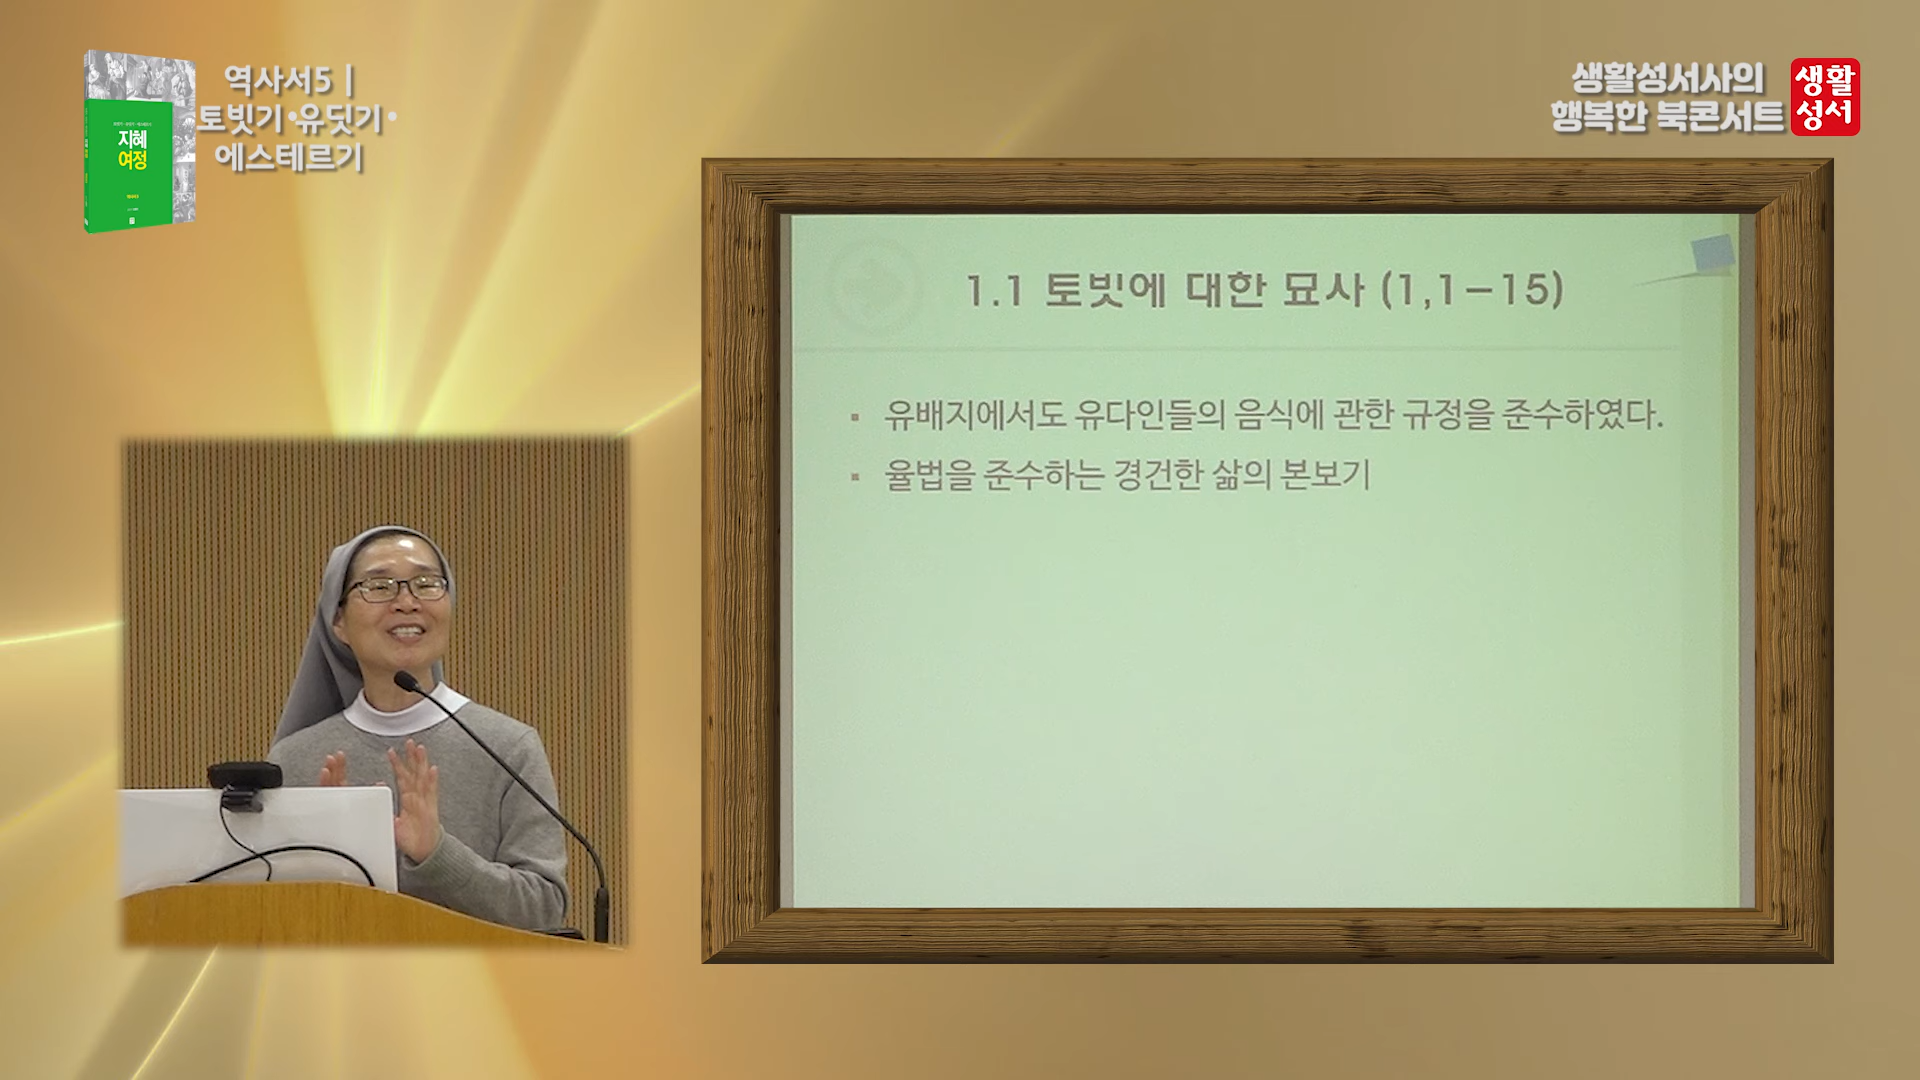 역사서5 |
토빗기·유딧기·
에스테르기
지혜
여정
생활성서사의
행복한 북콘서트
생활
성서
1.1 토빗에 대한 묘사 (1,1-15)
▪ 유배지에서도 유다인들의 음식에 관한 규정을 준수하였다.
▪ 율법을 준수하는 경건한 삶의 본보기